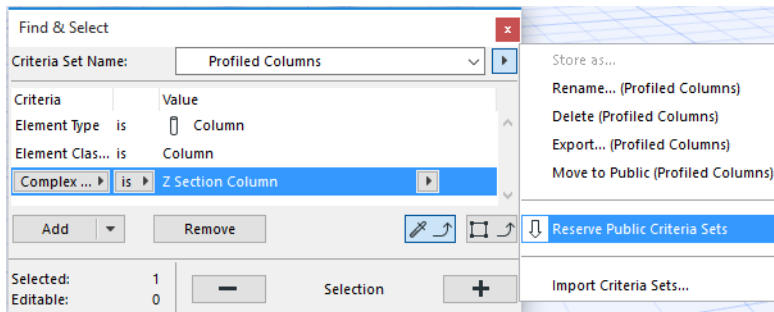 Find & Select
x
Criteria Set Name:
Profiled Columns
Criteria Value
Element Type is Column
Element Clas... is Column
Complex ... is Z Section Column
Add
Remove
Selected: 1
Editable: 0
Selection
Store as...
Rename... (Profiled Columns)
Delete (Profiled Columns)
Export... (Profiled Columns)
Move to Public (Profiled Columns)
Reserve Public Criteria Sets
Import Criteria Sets...